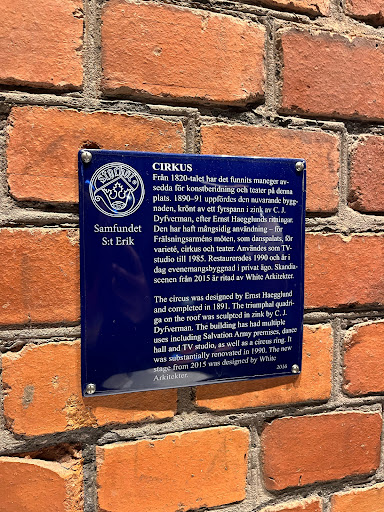 S:T ERIK
Samfundet
S:t Erik
CIRKUS
Från 1820-talet har det funnits maneger av-
sedda för konstberidning och teater på denna
plats. 1890–91 uppfördes den nuvarande bygg-
naden, krönt av ett fyrspann i zink av C. J.
Dyfverman, efter Ernst Haegglunds ritningar.
Den har haft mångsidig användning – för
Frälsningsarméns möten, som danspalats, för
varieté, cirkus och teater. Användes som TV-
studio till 1985. Restaurerades 1990 och är i
dag evenemangsbyggnad i privat ägo. Skandia-
scenen från 2015 är ritad av White Arkitekter.
The circus was designed by Ernst Haegglund
and completed in 1891. The triumphal quadri-
ga on the roof was sculpted in zink by C. J.
Dyfverman. The building has had multiple
uses including Salvation Army premises, dance
hall and TV studio, as well as a circus ring. It
was substantially renovated in 1990. The new
stage from 2015 was designed by White
Arkitekter.
2016